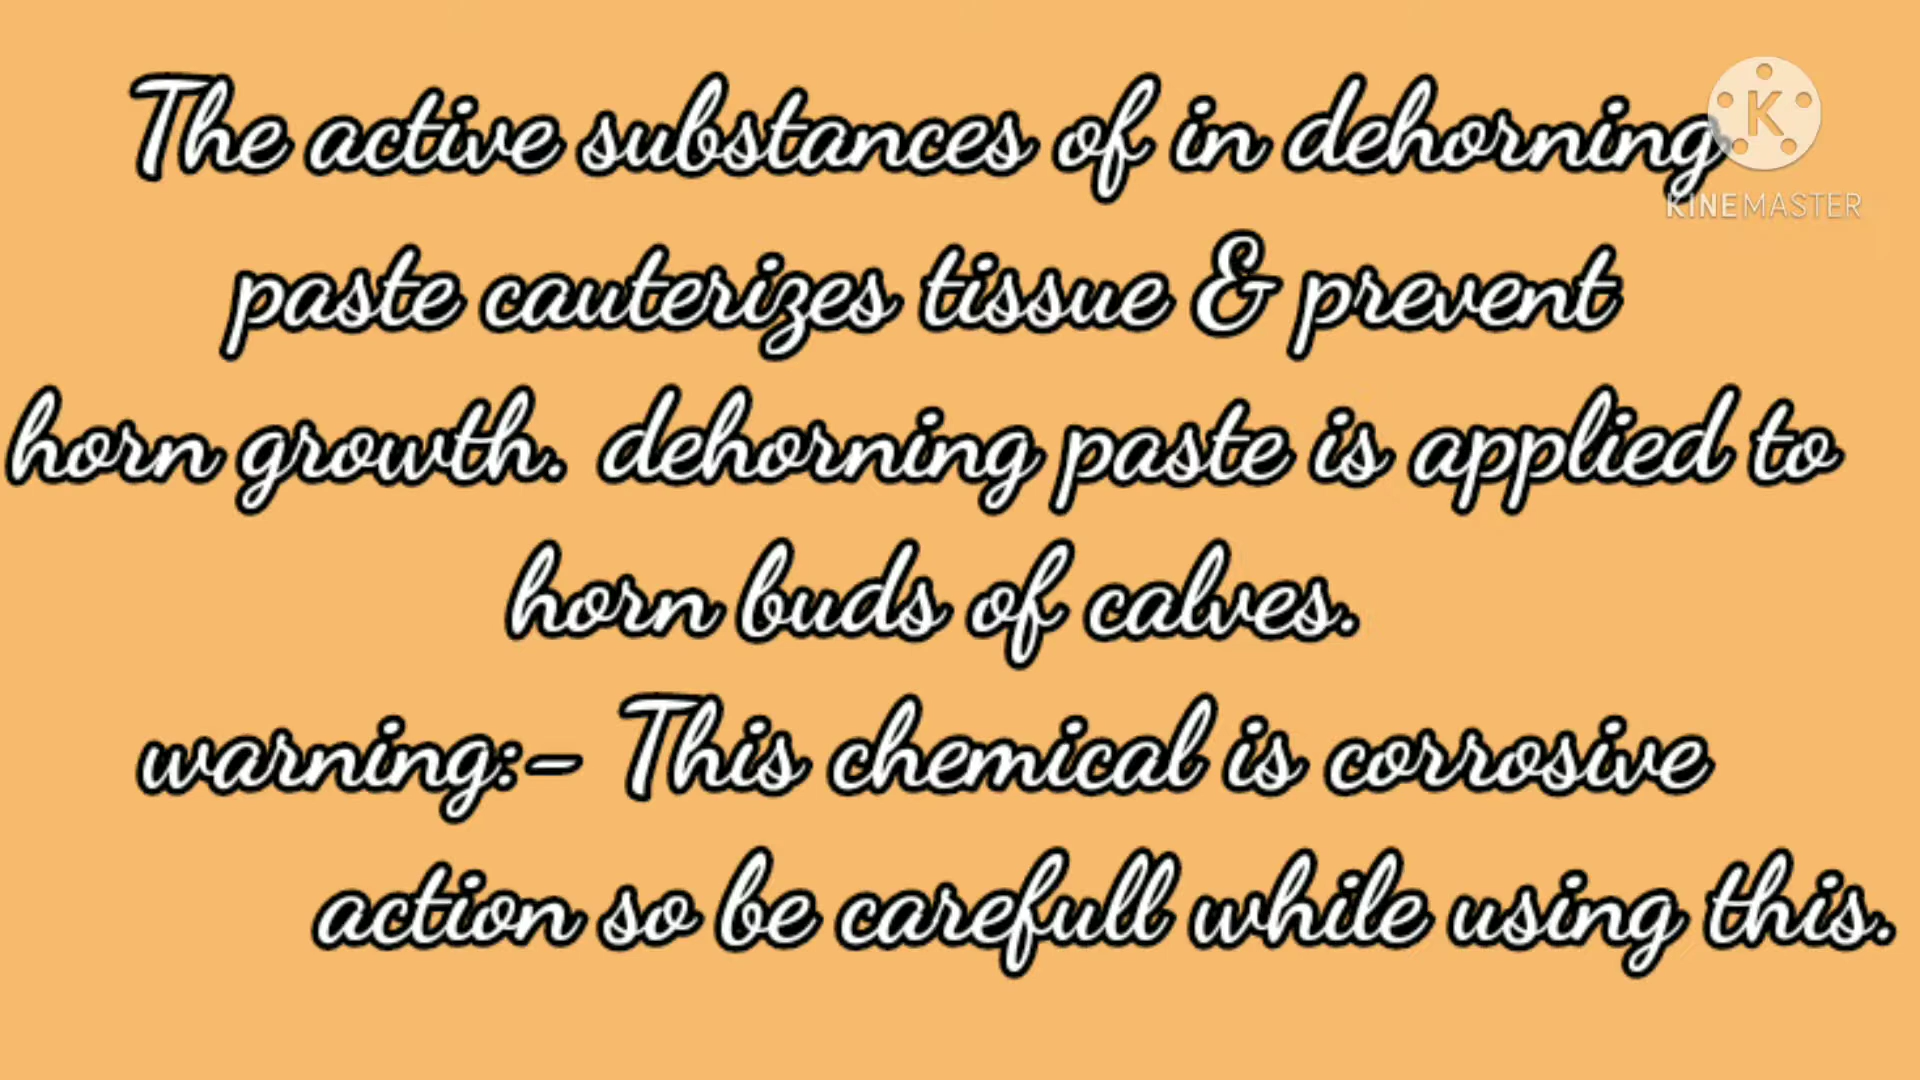 The active substances of in dehorning
paste cauterizes tissue & prevent
horn growth. dehorning paste is applied to
horn buds of calves.
warning:- This chemical is corrosive
action so be carefull while using this.
K
KINEMASTER